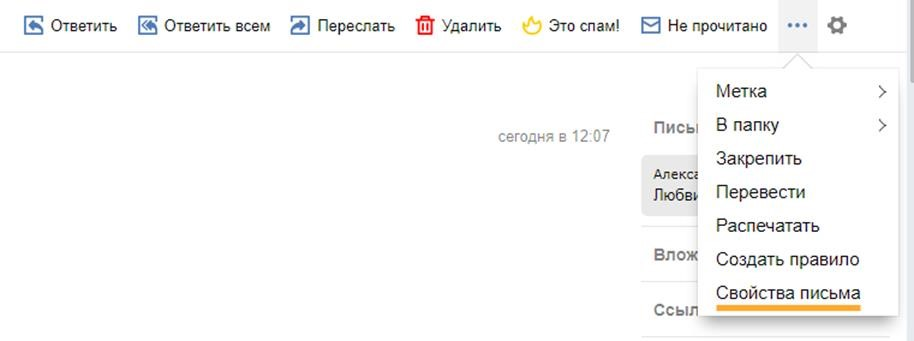 Ответить Ответить всем Переслать Удалить Это спам! Не прочитано
Метка
В папку
сегодня в 12:07
Закрепить
Перевести
Распечатать
Создать правило
Свойства письма